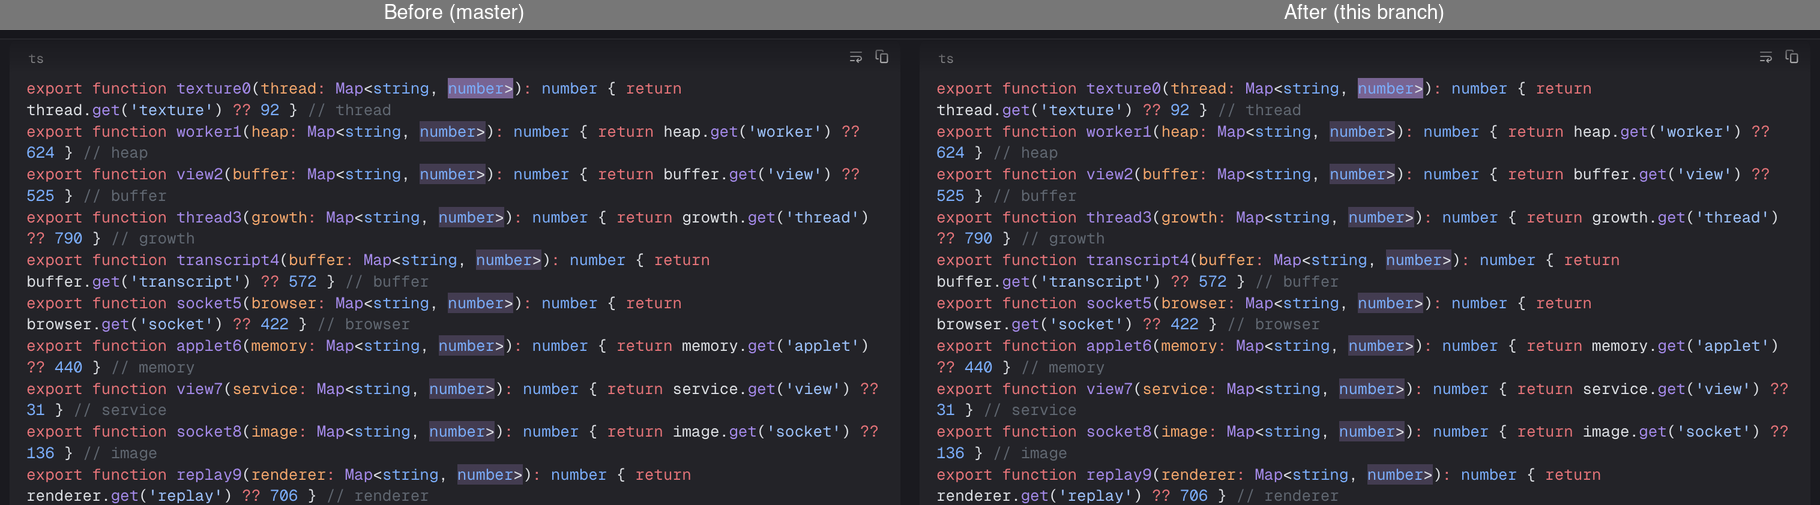 Before (master)
ts
export function texture0(thread: Map<string, number>): number { return
thread.get('texture') ?? 92 } // thread
export function worker1(heap: Map<string, number>): number { return heap.get('worker') ??
624 } // heap
export function view2(buffer: Map<string, number>): number { return buffer.get('view') ??
525 } // buffer
export function thread3(growth: Map<string, number>): number { return growth.get('thread')
?? 790 } // growth
export function transcript4(buffer: Map<string, number>): number { return
buffer.get('transcript') ?? 572 } // buffer
export function socket5(browser: Map<string, number>): number { return
browser.get('socket') ?? 422 } // browser
export function applet6(memory: Map<string, number>): number { return memory.get('applet')
?? 440 } // memory
export function view7(service: Map<string, number>): number { return service.get('view') ??
31 } // service
export function socket8(image: Map<string, number>): number { return image.get('socket') ??
136 } // image
export function replay9(renderer: Map<string, number>): number { return
renderer.get('replay') ?? 706 } // renderer
After (this branch)
ts
export function texture0(thread: Map<string, number>): number { return
thread.get('texture') ?? 92 } // thread
export function worker1(heap: Map<string, number>): number { return heap.get('worker') ??
624 } // heap
export function view2(buffer: Map<string, number>): number { return buffer.get('view') ??
525 } // buffer
export function thread3(growth: Map<string, number>): number { return growth.get('thread')
?? 790 } // growth
export function transcript4(buffer: Map<string, number>): number { return
buffer.get('transcript') ?? 572 } // buffer
export function socket5(browser: Map<string, number>): number { return
browser.get('socket') ?? 422 } // browser
export function applet6(memory: Map<string, number>): number { return memory.get('applet')
?? 440 } // memory
export function view7(service: Map<string, number>): number { return service.get('view') ??
31 } // service
export function socket8(image: Map<string, number>): number { return image.get('socket') ??
136 } // image
export function replay9(renderer: Map<string, number>): number { return
renderer.get('replay') ?? 706 } // renderer